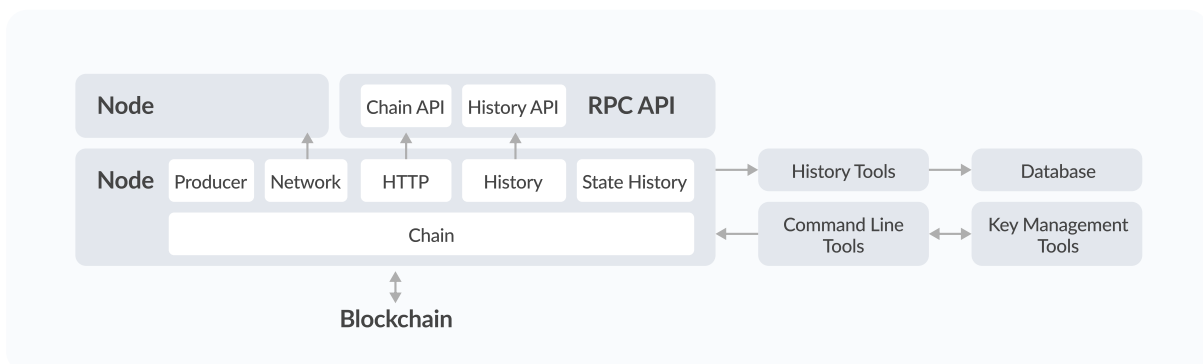 Node
Chain API
History API
RPC API
Node
Producer
Network
HTTP
History
State History
Chain
History Tools
Database
Command Line
Tools
Key Management
Tools
Blockchain